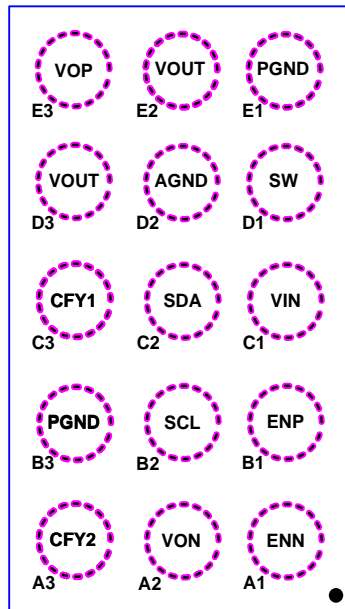 VOP VOUT PGND
E3 E2 E1
VOUT AGND SW
D3 D2 D1
CFY1 SDA VIN
C3 C2 C1
PGND SCL ENP
B3 B2 B1
CFY2 VON ENN
A3 A2 A1